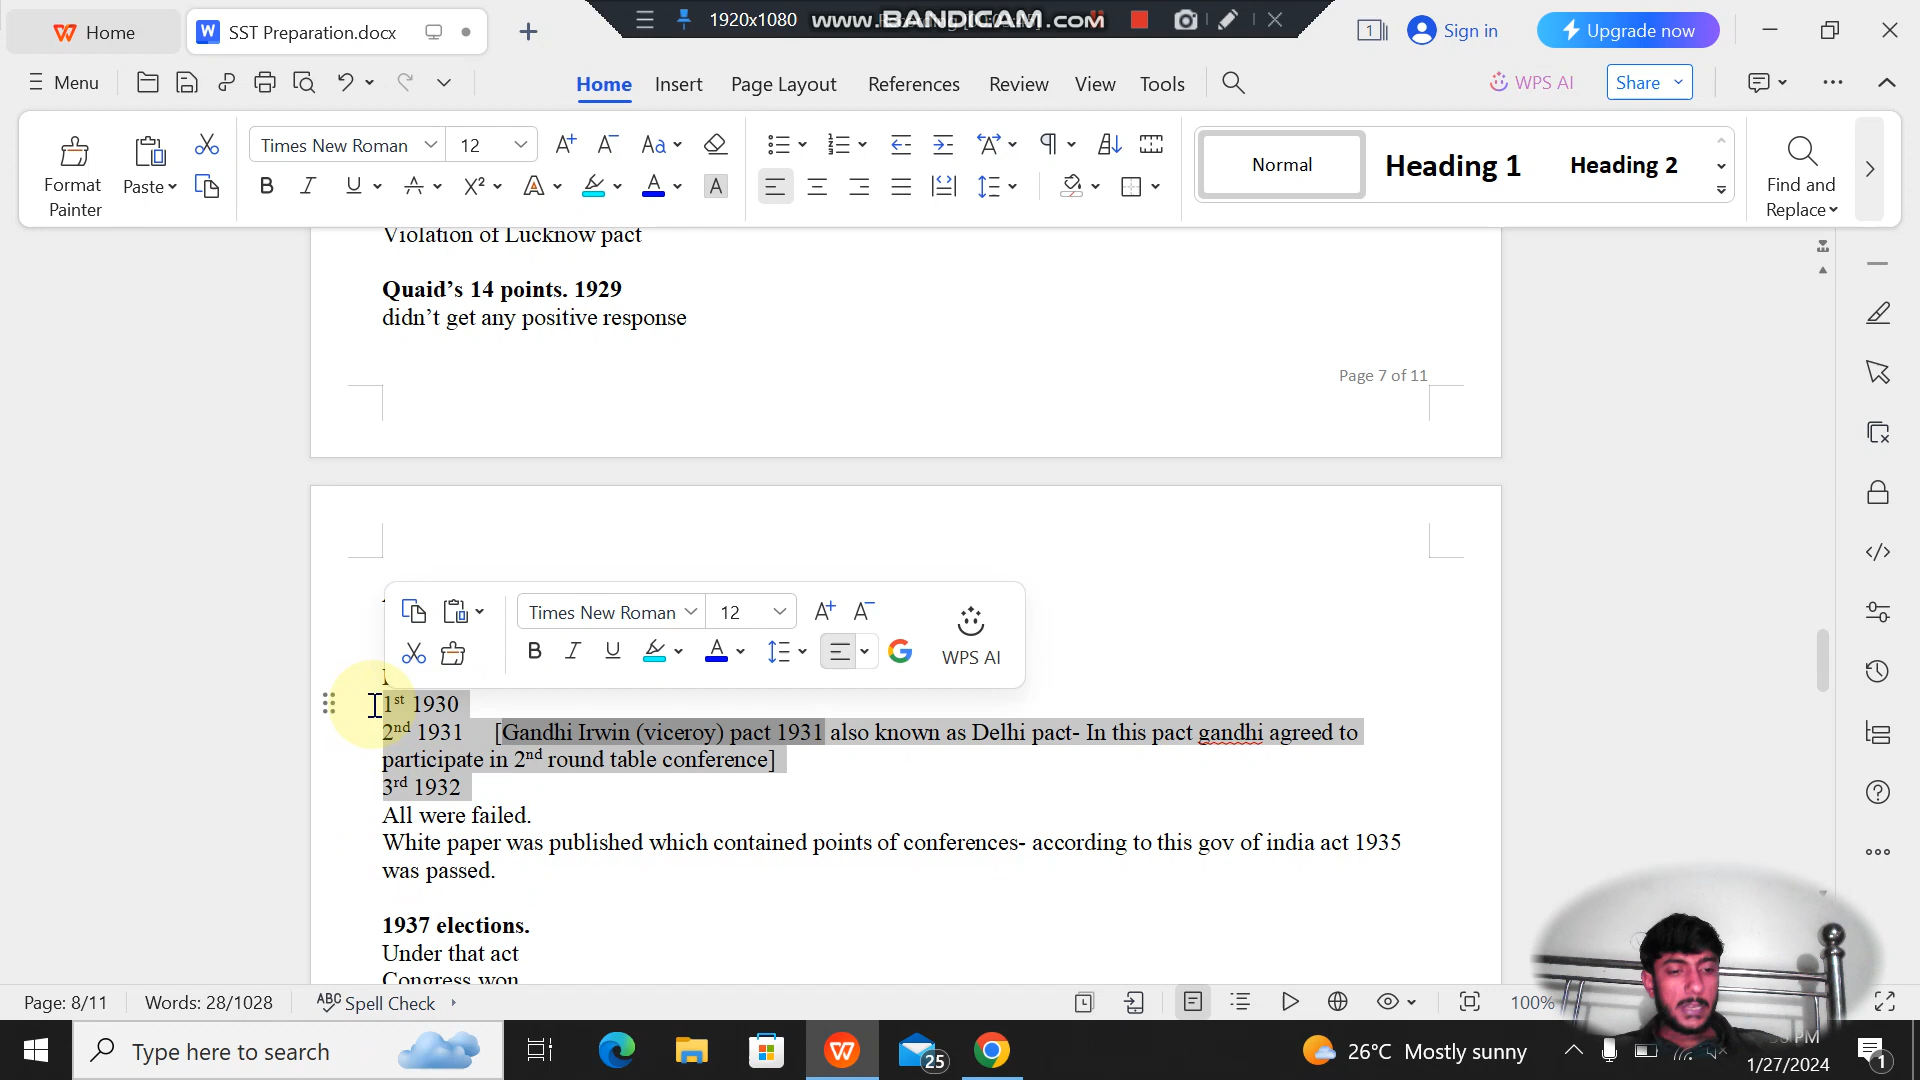 Home
SST Preparation.docx
1920x1080
www.BANDICAM.com
Sign in
Upgrade now
Menu
Home
Insert
Page Layout
References
Review
View
Tools
WPS AI
Share
Format
Painter
Paste
Times New Roman
12
Normal
Heading 1
Heading 2
Find and
Replace
Violation of Lucknow pact
Quaid’s 14 points. 1929
didn’t get any positive response
Page 7 of 11
Times New Roman
12
WPS AI
1st 1930
2nd 1931 [Gandhi Irwin (viceroy) pact 1931 also known as Delhi pact- In this pact gandhi agreed to
participate in 2nd round table conference]
3rd 1932
All were failed.
White paper was published which contained points of conferences- according to this gov of india act 1935
was passed.
1937 elections.
Under that act
Congress won
Page: 8/11
Words: 28/1028
Spell Check
100%
Type here to search
25
26°C Mostly sunny
PM
1/27/2024
1